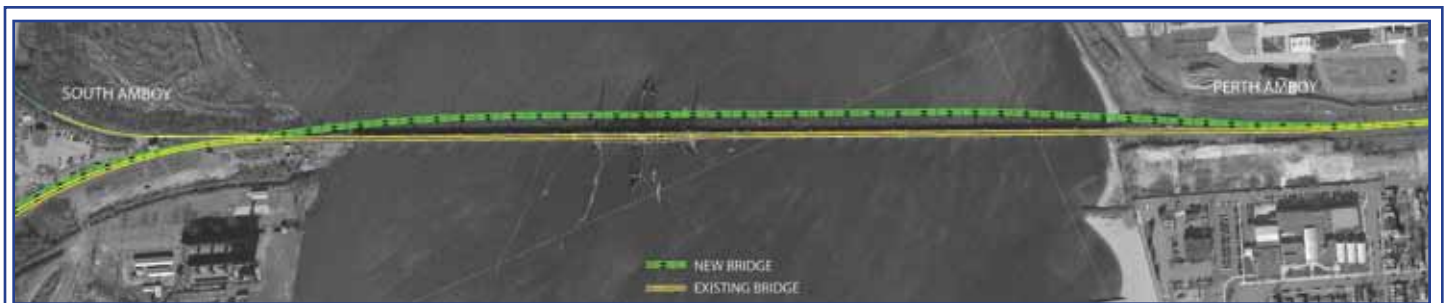 SOUTH AMBOY
PERTH AMBOY
NEW BRIDGE
EXISTING BRIDGE